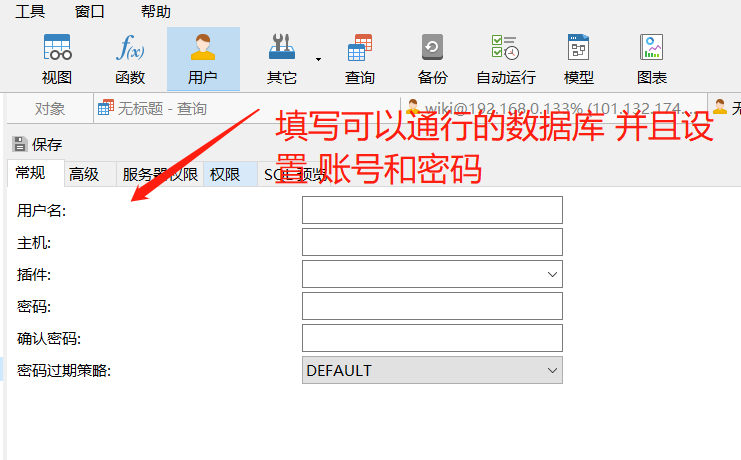 工具 窗口 帮助
视图 函数 用户 其它 查询 备份 自动运行 模型 图表
对象 无标题 - 查询 wiki@192.168.0.133% (101.132.174...
填写可以通行的数据库 并且设
置 账号和密码
保存
常规 高级 服务器权限 权限 SQL 预览
用户名:
主机:
插件:
密码:
确认密码:
密码过期策略: DEFAULT